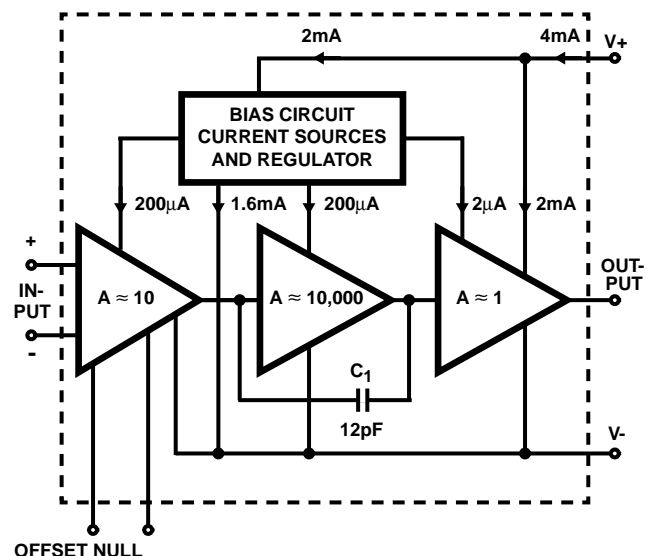 2mA
4mA
V+
BIAS CIRCUIT
CURRENT SOURCES
AND REGULATOR
200μA
1.6mA
200μA
2μA
2mA
+
IN-
PUT
-
A ≈ 10
A ≈ 10,000
A ≈ 1
OUT-
PUT
C1
12pF
V-
OFFSET NULL